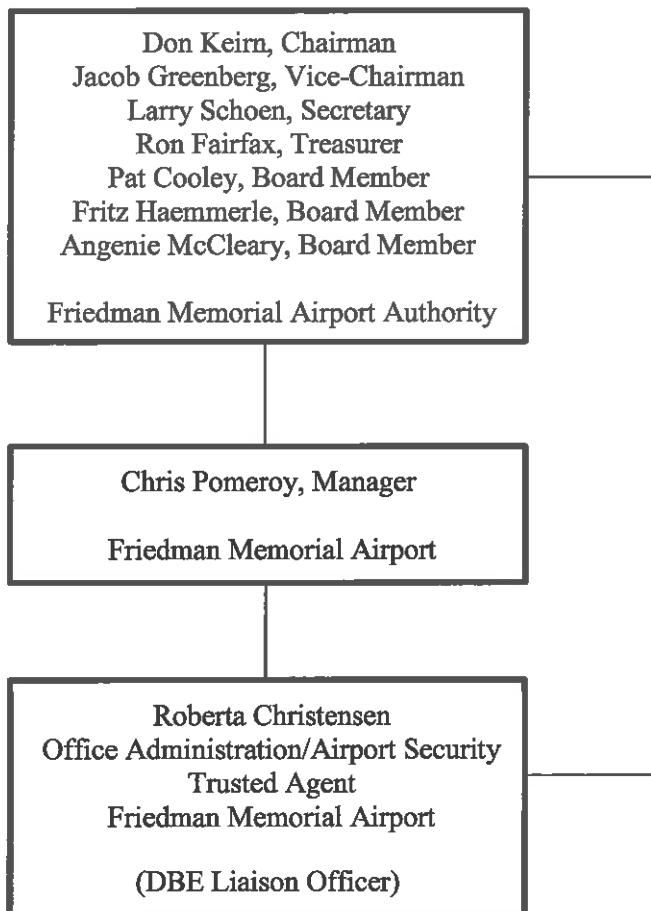 Don Keirn, Chairman
Jacob Greenberg, Vice-Chairman
Larry Schoen, Secretary
Ron Fairfax, Treasurer
Pat Cooley, Board Member
Fritz Haemmerle, Board Member
Angenie McCleary, Board Member
Friedman Memorial Airport Authority
Chris Pomeroy, Manager
Friedman Memorial Airport
Roberta Christensen
Office Administration/Airport Security
Trusted Agent
Friedman Memorial Airport
(DBE Liaison Officer)